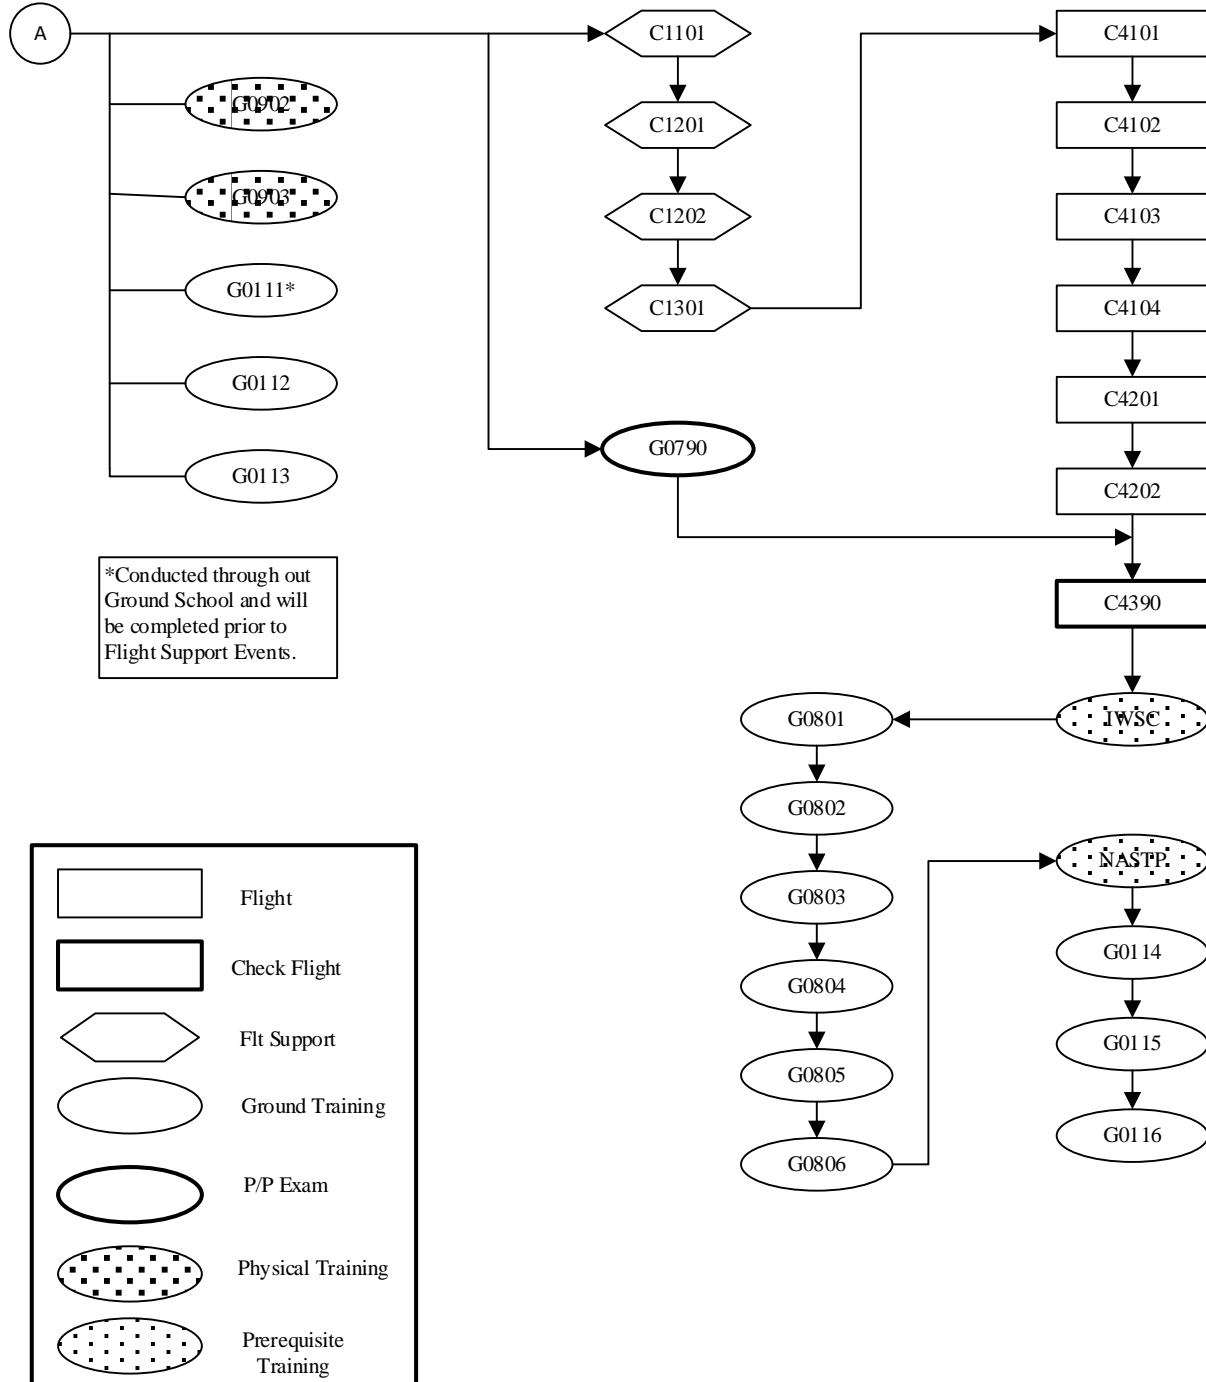 A
C1101
C4101
G0902
C1201
C4102
G0903
C1202
C4103
G0111*
C1301
C4104
G0112
C4201
G0113
G0790
C4202
*Conducted through out
Ground School and will
be completed prior to
Flight Support Events.
C4390
IWSC
G0801
G0802
G0803
G0804
G0805
G0806
NASTP
G0114
G0115
G0116
Flight
Check Flight
Flt Support
Ground Training
P/P Exam
Physical Training
Prerequisite
Training